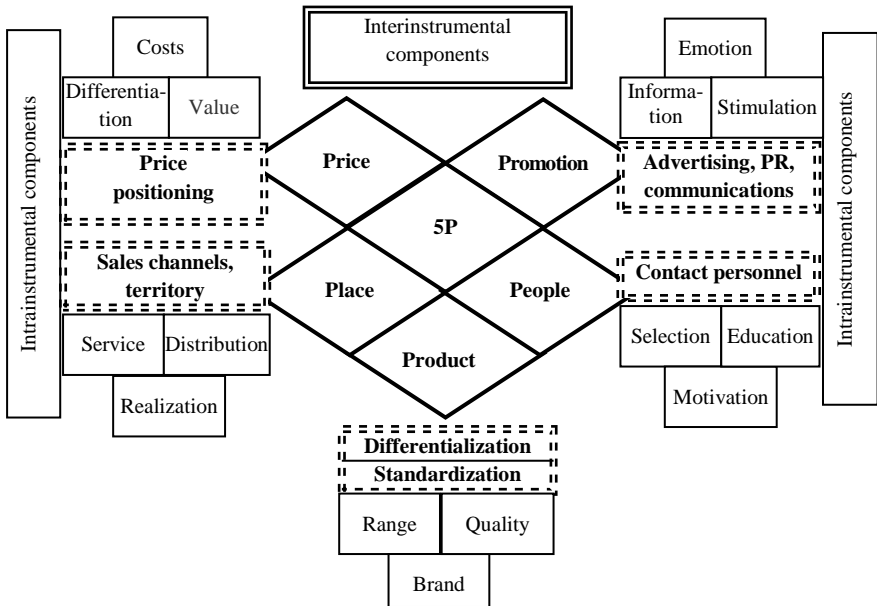 Interinstrumental
components
Intrainstrumental components
Costs
Differentia-
tion
Value
Price
positioning
Sales channels,
territory
Service
Distribution
Realization
Price
Promotion
5P
Place
People
Product
Differentialization
Standardization
Range
Quality
Brand
Emotion
Informa-
tion
Stimulation
Advertising, PR,
communications
Contact personnel
Selection
Education
Motivation
Intrainstrumental components